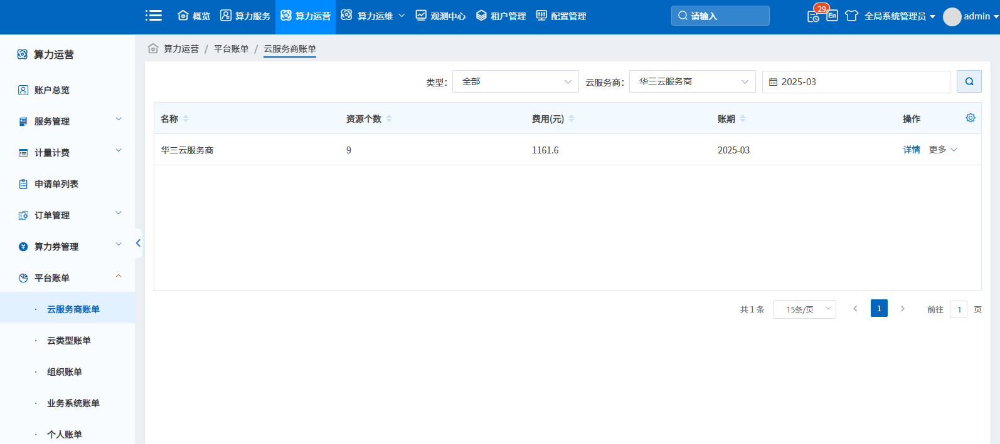 概览 算力服务 算力运营 算力运维 观测中心 租户管理 配置管理 请输入 29 En 全局系统管理员 admin
算力运营
账户总览
服务管理
计量计费
申请单列表
订单管理
算力券管理
平台账单
· 云服务商账单
· 云类型账单
· 组织账单
· 业务系统账单
· 个人账单
算力运营 / 平台账单 / 云服务商账单
类型: 全部 云服务商: 华三云服务商 2025-03
名称 资源个数 费用(元) 账期 操作
华三云服务商 9 1161.6 2025-03 详情 更多
共 1 条 15条/页 1 前往 1 页